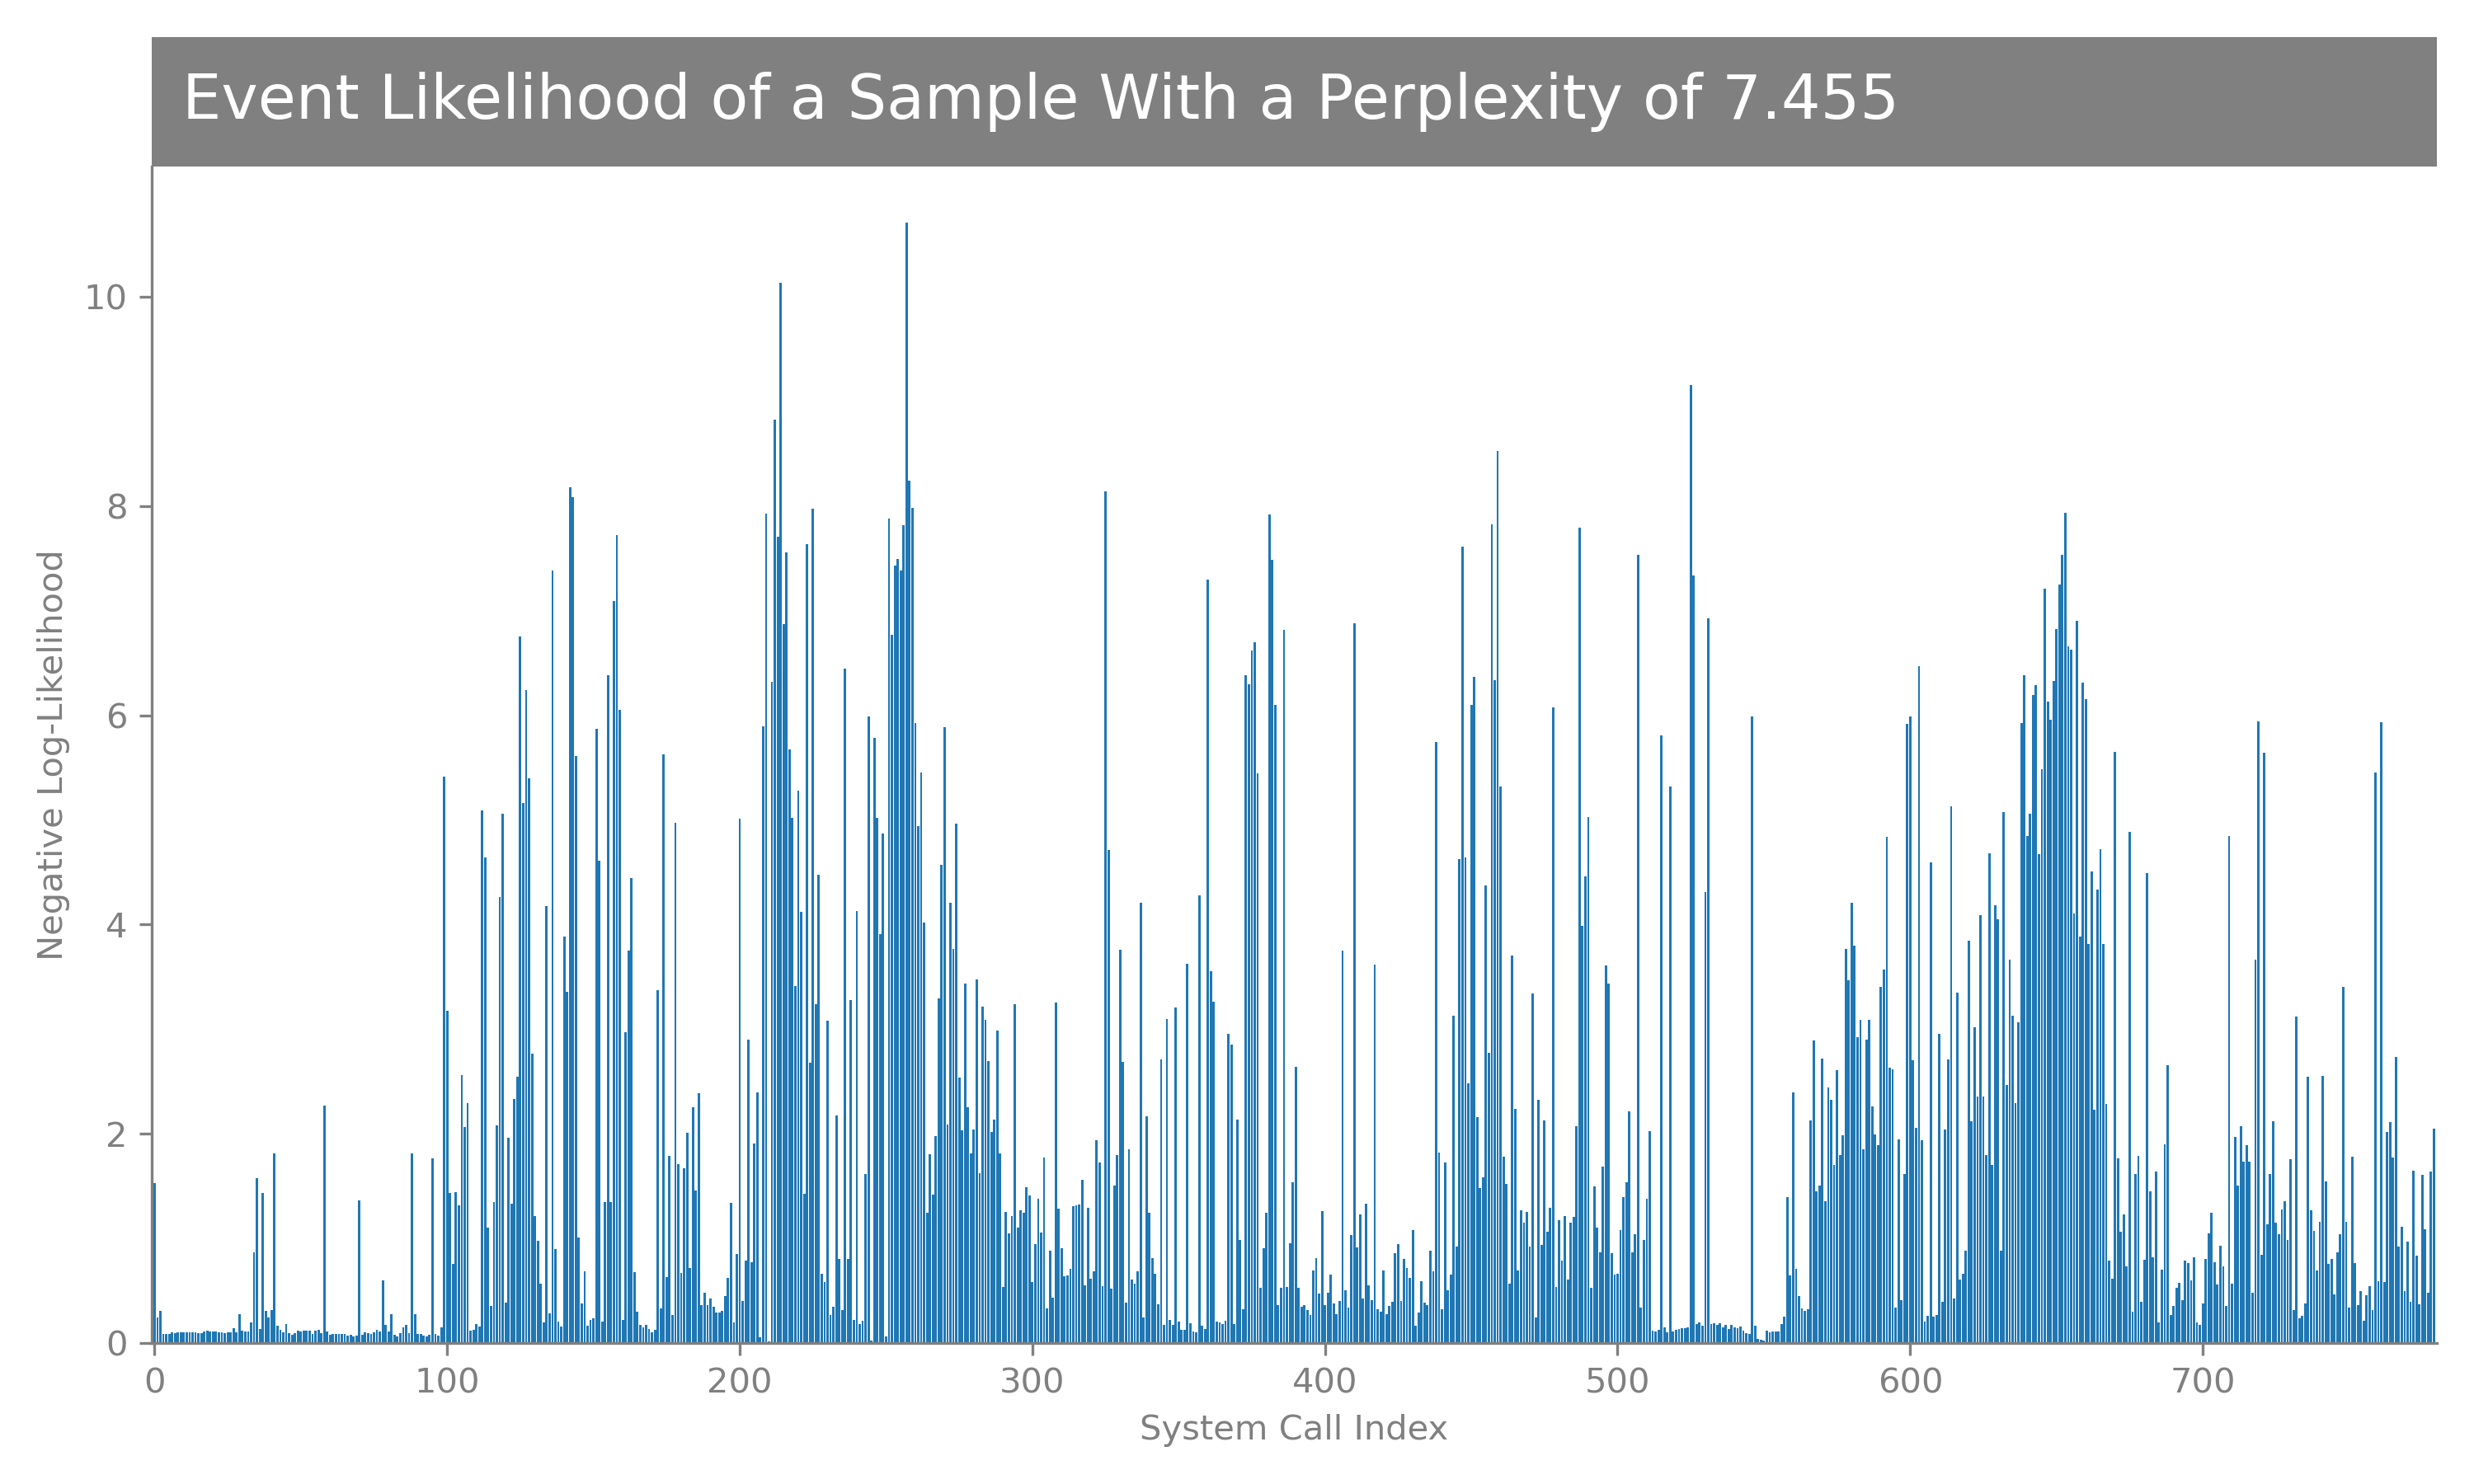 Event Likelihood of a Sample With a Perplexity of 7.455
10
8
6
4
2
0
Negative Log-Likelihood
0 100 200 300 400 500 600 700
System Call Index